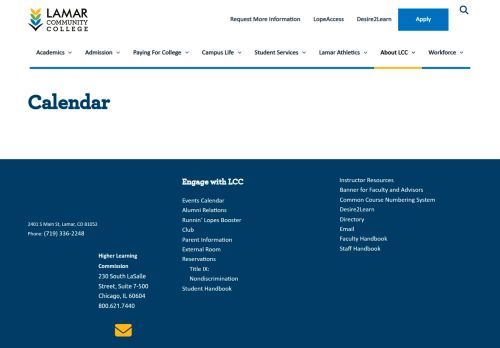 LAMAR
COMMUNITY
COLLEGE
Request More Information LopeAccess Desire2Learn Apply
Academics Admission Paying For College Campus Life Student Services Lamar Athletics About LCC Workforce
Calendar
2401 S Main St, Lamar, CO 81052
Phone: (719) 336-2248
Higher Learning
Commission
230 South LaSalle
Street, Suite 7-500
Chicago, IL 60604
800.621.7440
Engage with LCC
Events Calendar
Alumni Relations
Runnin' Lopes Booster
Club
Parent Information
External Room
Reservations
Title IX:
Nondiscrimination
Student Handbook
Instructor Resources
Banner for Faculty and Advisors
Common Course Numbering System
Desire2Learn
Directory
Email
Faculty Handbook
Staff Handbook